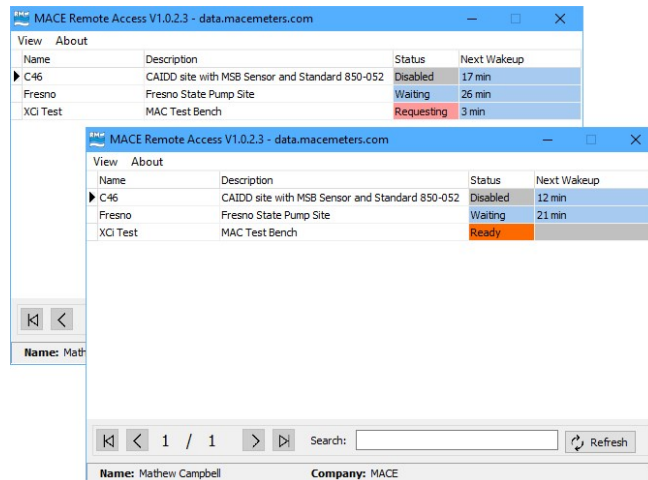 MACE Remote Access V1.0.2.3 - data.macemeters.com
View About
Name Description Status Next Wakeup
C46 CAIDD site with MSB Sensor and Standard 850-052 Disabled 17 min
Fresno Fresno State Pump Site Waiting 26 min
XCi Test MAC Test Bench Requesting 3 min
Name: Math
MACE Remote Access V1.0.2.3 - data.macemeters.com
View About
Name Description Status Next Wakeup
C46 CAIDD site with MSB Sensor and Standard 850-052 Disabled 12 min
Fresno Fresno State Pump Site Waiting 21 min
XCi Test MAC Test Bench Ready
1 / 1 Search: Refresh
Name: Mathew Campbell Company: MACE